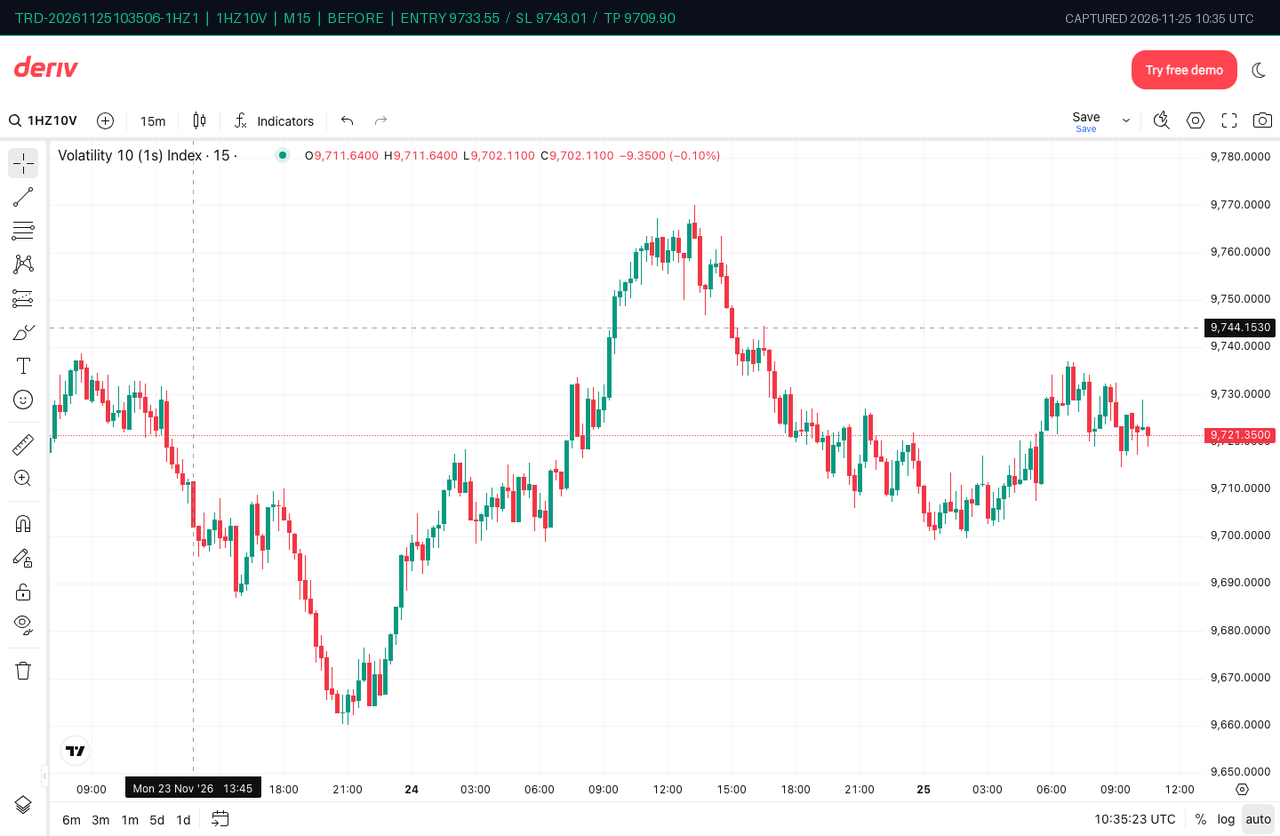 TRD-20261125103506-1HZ1 | 1HZ10V | M15 | BEFORE | ENTRY 9733.55 / SL 9743.01 / TP 9709.90
CAPTURED 2026-11-25 10:35 UTC
deriv
Try free demo
1HZ10V
15m
Indicators
Save
Save
Volatility 10 (1s) Index · 15 ·
O9,711.6400 H9,711.6400 L9,702.1100 C9,702.1100 −9.3500 (−0.10%)
9,780.0000
9,770.0000
9,760.0000
9,750.0000
9,744.1530
9,740.0000
9,730.0000
9,721.3500
9,710.0000
9,700.0000
9,690.0000
9,680.0000
9,670.0000
9,660.0000
9,650.0000
09:00
Mon 23 Nov '26 13:45
18:00
21:00
24
03:00
06:00
09:00
12:00
15:00
18:00
21:00
25
03:00
06:00
09:00
12:00
6m
3m
1m
5d
1d
10:35:23 UTC
%
log
auto